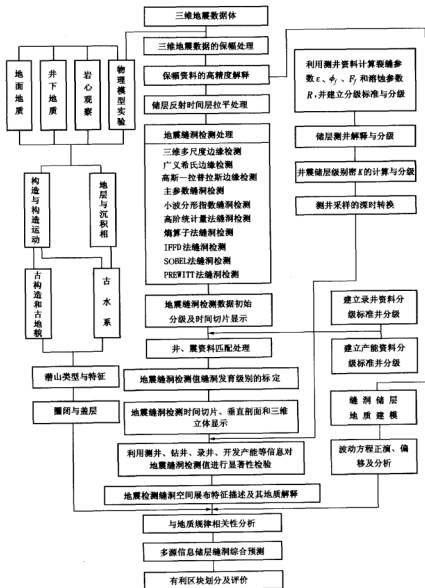 三维地震数据体
三维地震数据的保幅处理
保幅资料的高精度解释
储层反射时间层拉平处理
地面地质
井下地质
岩心观察
物理模型实验
利用测井资料计算裂缝参
数ε、φf、Ff和溶蚀参数
R,并建立分级标准与分级
储层测井解释与分级
井震储层级别密K的计算与分级
测井采样的深时转换
地震缝洞检测处理
三维多尺度边缘检测
广义希氏边缘检测
高斯一拉普拉斯边缘检测
主参数缝洞检测
小波分形指数缝洞检测
高阶统计量法缝洞检测
熵算子法缝洞检测
IFFD法缝洞检测
SOBEL法缝洞检测
PREWITT法缝洞检测
构造与构造运动
地层与沉积相
古构造和古地貌
古水系
地震缝洞检测数据初始
分级及时间切片显示
建立录井资料分
级标准并分级
井、震资料匹配处理
建立产能资料分
级标准并分级
潜山类型与特征
地震缝洞检测值缝洞发育级别的标定
圈闭与盖层
地震缝洞检测时间切片、垂直剖面和三维
立体显示
缝洞储层
地质建模
利用测井、钻井、录井、开发产能等信息对
地震缝洞检测值进行显著性检验
波动方程正演、偏
移及分析
地震检测缝洞空间展布特征描述及其地质解释
与地质规律相关性分析
多源信息储层缝洞综合预测
有利区块划分及评价